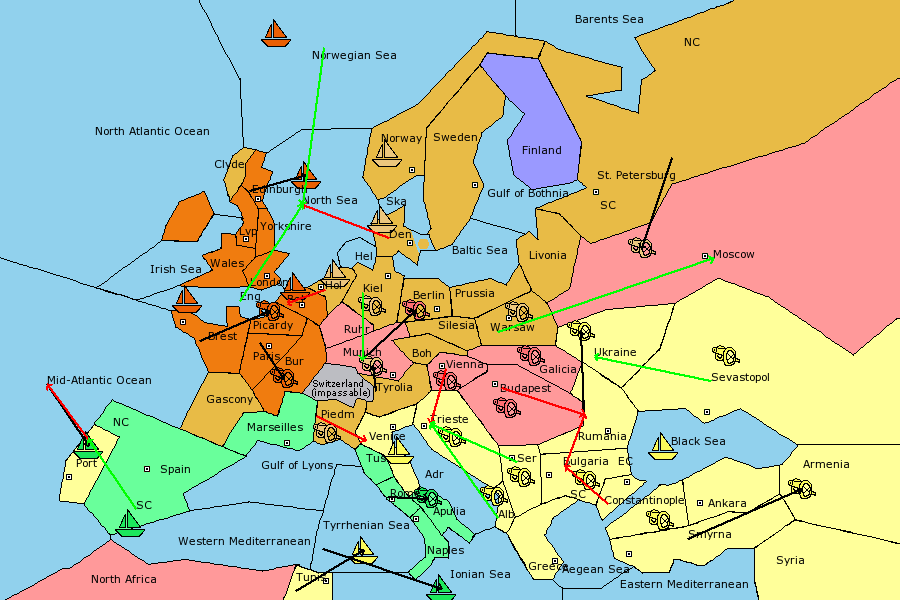 Barents Sea
NC
Norwegian Sea
North Atlantic Ocean
Norway
Sweden
Clyde
Finland
St. Petersburg
Edinburgh
Gulf of Bothnia
SC
North Sea
Ska
Yorkshire
Lvp
Den
Baltic Sea
Hel
Livonia
Moscow
Wales
Irish Sea
London
Hol
Kiel
Berlin
Prussia
Eng
Bel
Picardy
Silesia
Warsaw
Brest
Ruhr
Paris
Munich
Boh
Ukraine
Bur
Vienna
Galicia
Sevastopol
Mid-Atlantic Ocean
Switzerland
(impassable)
Tyrolia
Budapest
Gascony
NC
Piedm
Trieste
Marseilles
Venice
Rumania
Black Sea
Port
Spain
Gulf of Lyons
Tus
Ser
Bulgaria
EC
Armenia
Adr
SC
Rome
SC
Constantinople
Ankara
Apulia
Alb
Tyrrhenian Sea
Smyrna
Western Mediterranean
Naples
Syria
North Africa
Tunis
Ionian Sea
Greece
Aegean Sea
Eastern Mediterranean